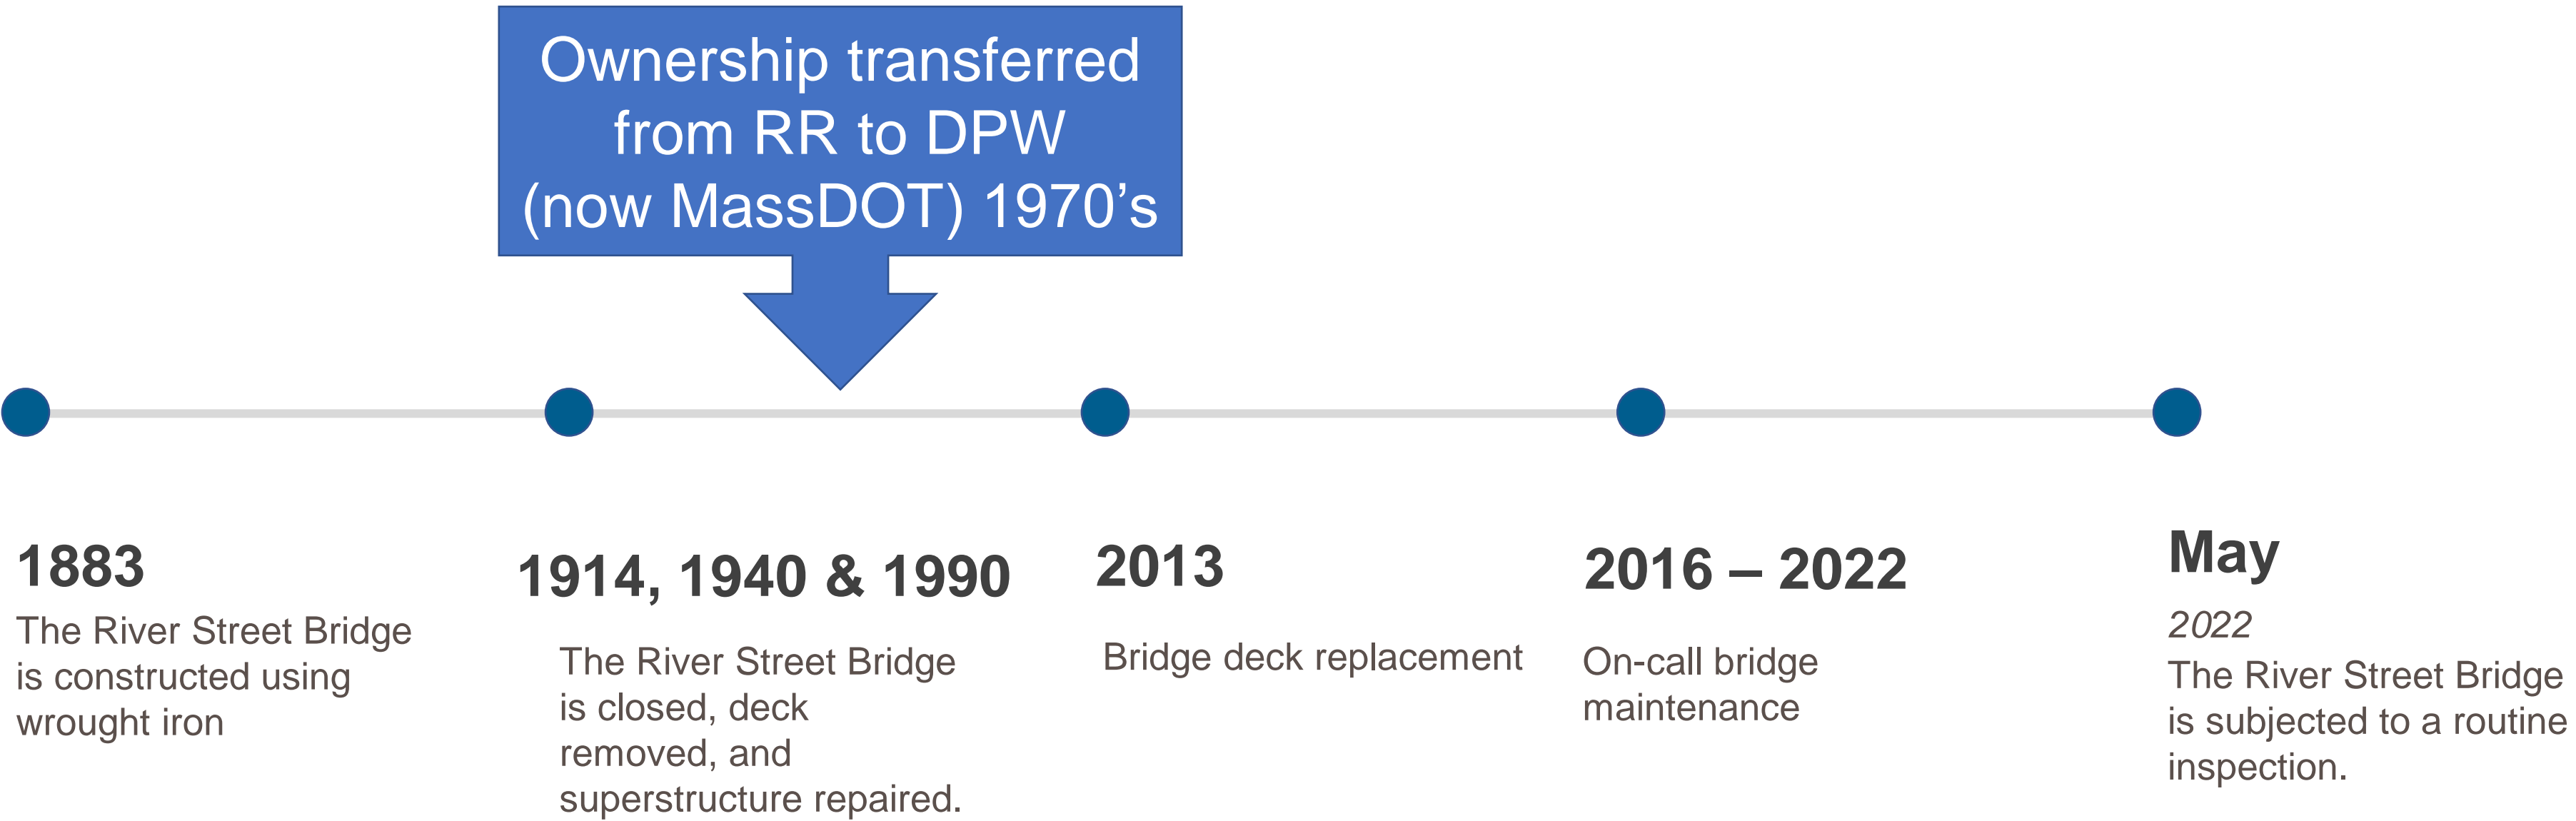 Ownership transferred
from RR to DPW
(now MassDOT) 1970’s
1883
The River Street Bridge
is constructed using
wrought iron
1914, 1940 & 1990
The River Street Bridge
is closed, deck
removed, and
superstructure repaired.
2013
Bridge deck replacement
2016 – 2022
On-call bridge
maintenance
May
2022
The River Street Bridge
is subjected to a routine
inspection.